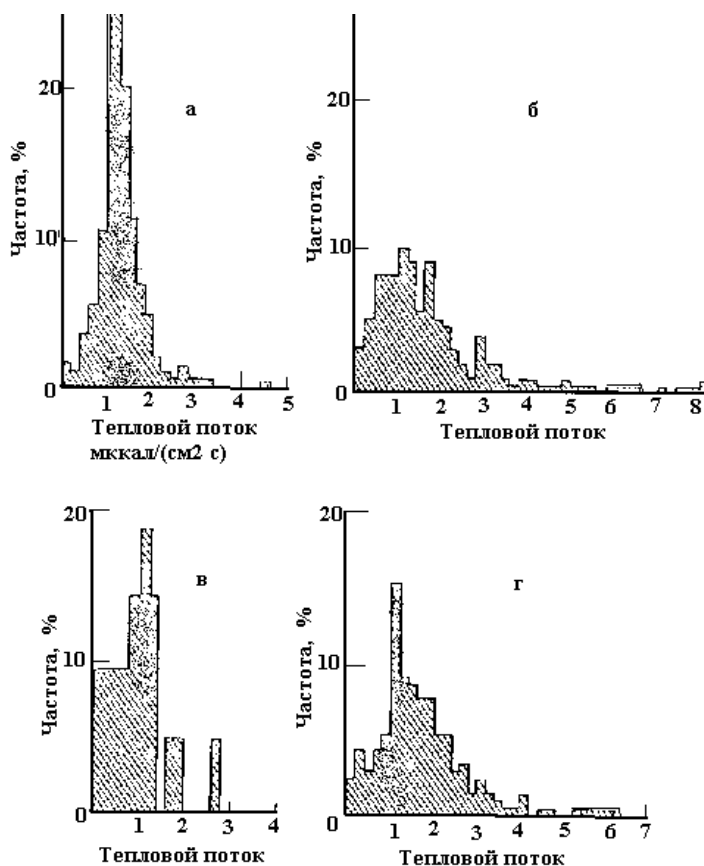 20
10
0
Частота, %
а
1 2 3 4 5
Тепловой поток
мккал/(см2 с)
20
10
0
Частота, %
б
1 2 3 4 5 6 7 8
Тепловой поток
20
10
0
Частота, %
в
1 2 3 4
Тепловой поток
20
10
0
Частота, %
г
1 2 3 4 5 6 7
Тепловой поток